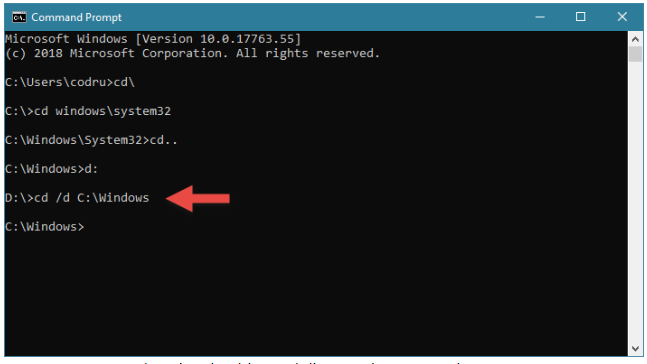 Command Prompt
Microsoft Windows [Version 10.0.17763.55]
(c) 2018 Microsoft Corporation. All rights reserved.
C:\Users\codru>cd\
C:\>cd windows\system32
C:\Windows\System32>cd..
C:\Windows>d:
D:\>cd /d C:\Windows
C:\Windows>